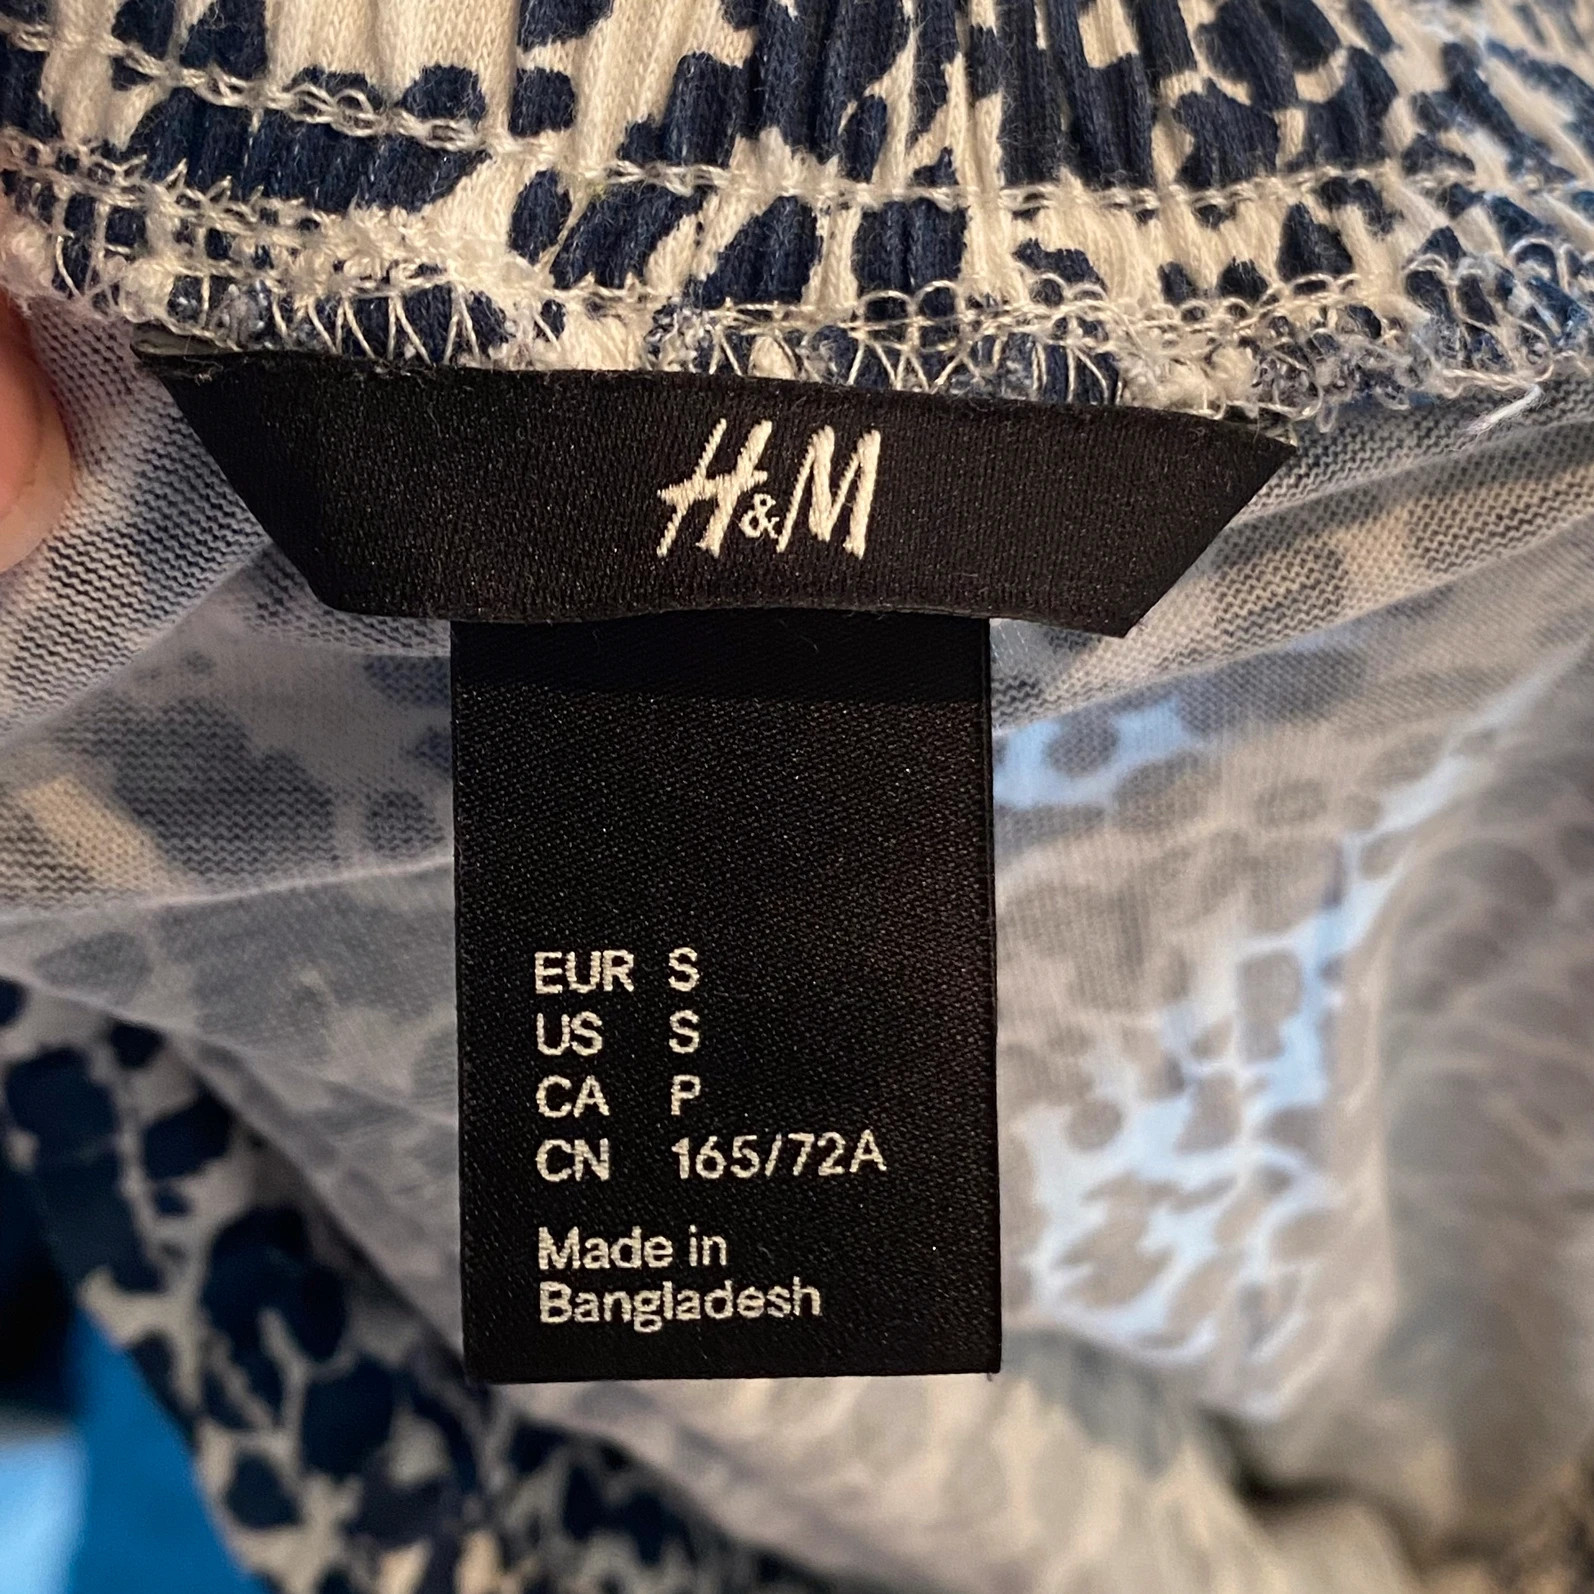 H&M
EUR S
US S
CA P
CN 165/72A
Made in
Bangladesh